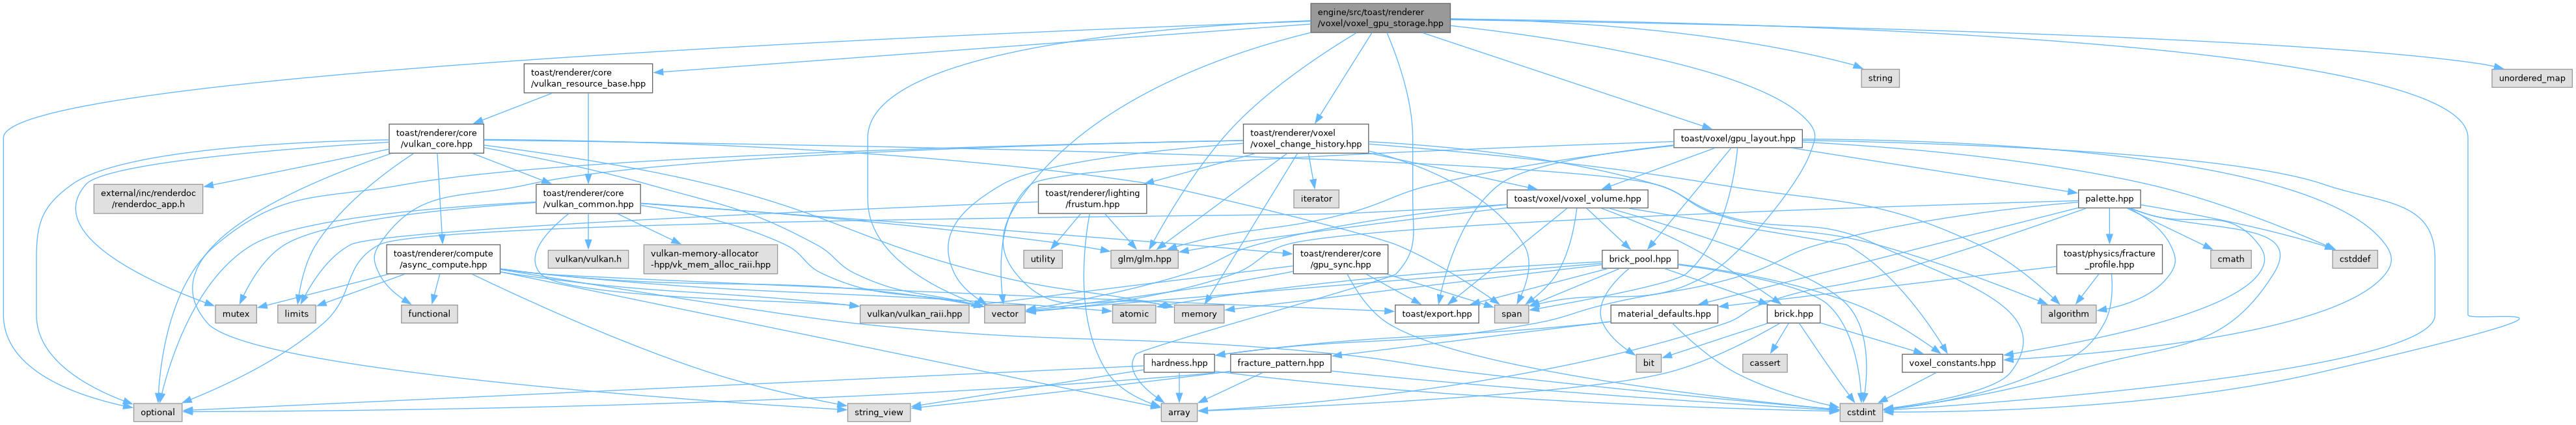 engine/src/toast/renderer
/voxel/voxel_gpu_storage.hpp
toast/renderer/core
/vulkan_resource_base.hpp
string
unordered_map
toast/renderer/core
/vulkan_core.hpp
toast/renderer/voxel
/voxel_change_history.hpp
toast/voxel/gpu_layout.hpp
external/inc/renderdoc
/renderdoc_app.h
toast/renderer/core
/vulkan_common.hpp
toast/renderer/lighting
/frustum.hpp
iterator
toast/voxel/voxel_volume.hpp
palette.hpp
toast/renderer/compute
/async_compute.hpp
vulkan/vulkan.h
vulkan-memory-allocator
-hpp/vk_mem_alloc_raii.hpp
utility
glm/glm.hpp
toast/renderer/core
/gpu_sync.hpp
brick_pool.hpp
toast/physics/fracture
_profile.hpp
cmath
cstddef
mutex
limits
functional
vulkan/vulkan_raii.hpp
vector
atomic
memory
toast/export.hpp
span
material_defaults.hpp
brick.hpp
algorithm
hardness.hpp
fracture_pattern.hpp
bit
cassert
voxel_constants.hpp
optional
string_view
array
cstdint